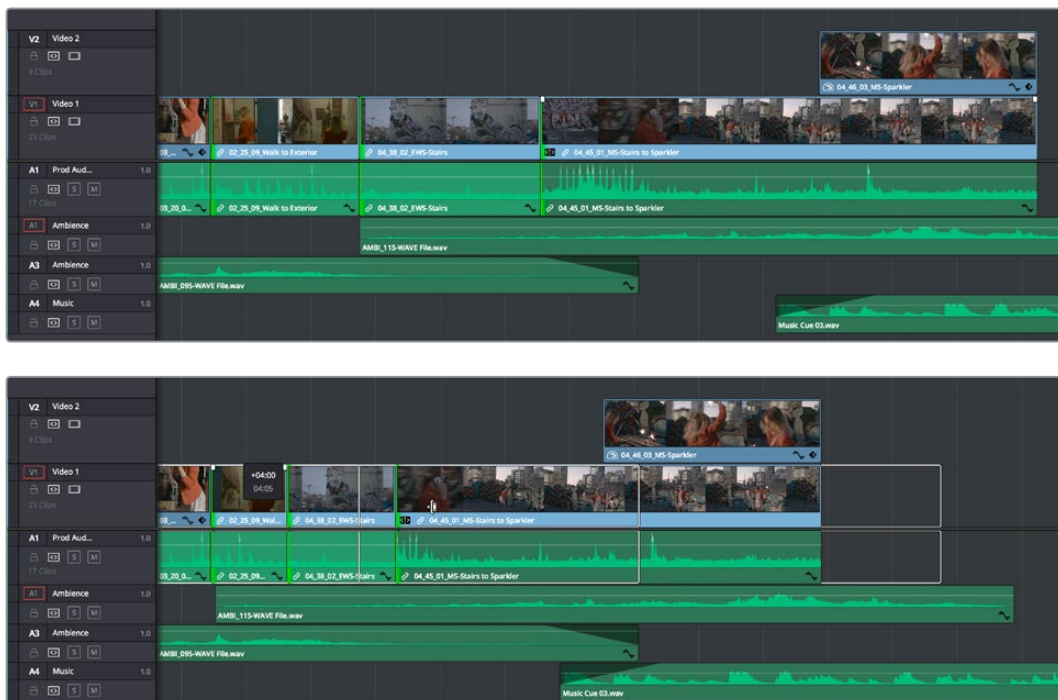 V2 Video 2
9 Clips
04_46_03_MS-Sparkler
V1 Video 1
23 Clips
03_... 02_25_09_Walk to Exterior 04_38_02_EWS-Stairs 04_45_01_MS-Stairs to Sparkler
A1 Prod Aud... 1.0
S M
17 Clips
03_20_0... 02_25_09_Walk to Exterior 04_38_02_EWS-Stairs 04_45_01_MS-Stairs to Sparkler
A1 Ambience 1.0
S M
AMBI_115-WAVE File.wav
A3 Ambience 1.0
S M
AMBI_095-WAVE File.wav
A4 Music 1.0
S M
Music Cue 03.wav
V2 Video 2
9 Clips
04_46_03_MS-Sparkler
V1 Video 1
+04:00
04:05
23 Clips
03_... 02_25_09_Wal... 04_38_02_EWS-Stairs 04_45_01_MS-Stairs to Sparkler
A1 Prod Aud... 1.0
S M
17 Clips
03_20_0... 02_25_09_... 04_38_02_EWS-Stairs 04_45_01_MS-Stairs to Sparkler
A1 Ambience 1.0
S M
AMBI_115-WAVE File.wav
A3 Ambience 1.0
S M
AMBI_095-WAVE File.wav
A4 Music 1.0
S M
Music Cue 03.wav